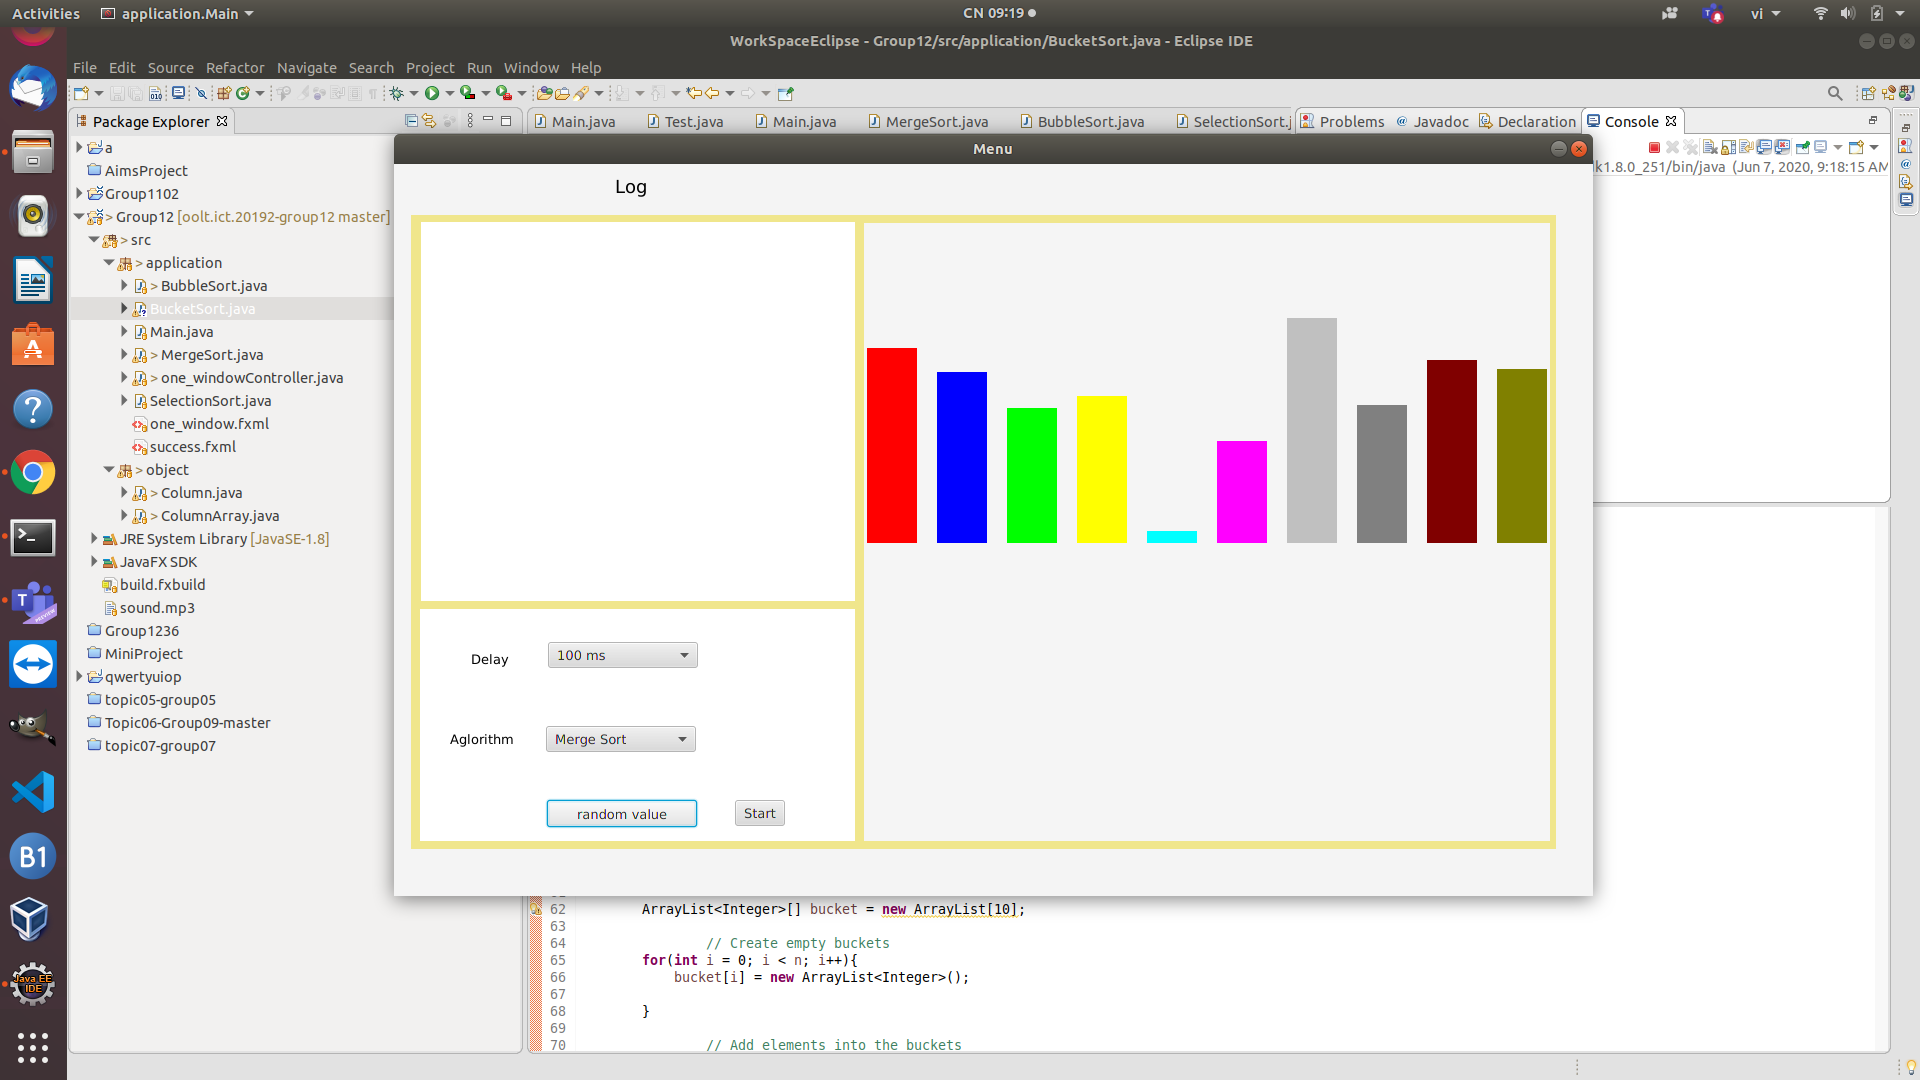 Activities
application.Main
CN 09:19
vi
WorkSpaceEclipse - Group12/src/application/BucketSort.java - Eclipse IDE
File Edit Source Refactor Navigate Search Project Run Window Help
Package Explorer
Main.java
Test.java
Main.java
MergeSort.java
BubbleSort.java
SelectionSort.j
Problems
Javadoc
Declaration
Console
k1.8.0_251/bin/java (Jun 7, 2020, 9:18:15 AM
a
AimsProject
Group1102
> Group12 [oolt.ict.20192-group12 master]
> src
> application
> BubbleSort.java
BucketSort.java
Main.java
> MergeSort.java
> one_windowController.java
SelectionSort.java
one_window.fxml
success.fxml
> object
> Column.java
> ColumnArray.java
JRE System Library [JavaSE-1.8]
JavaFX SDK
build.fxbuild
sound.mp3
Group1236
MiniProject
qwertyuiop
topic05-group05
Topic06-Group09-master
topic07-group07
Menu
Log
Delay
100 ms
Aglorithm
Merge Sort
random value
Start
62 ArrayList<Integer>[] bucket = new ArrayList[10];
63
64 // Create empty buckets
65 for(int i = 0; i < n; i++){
66 bucket[i] = new ArrayList<Integer>();
67
68 }
69
70 // Add elements into the buckets
B1
Java EE
IDE